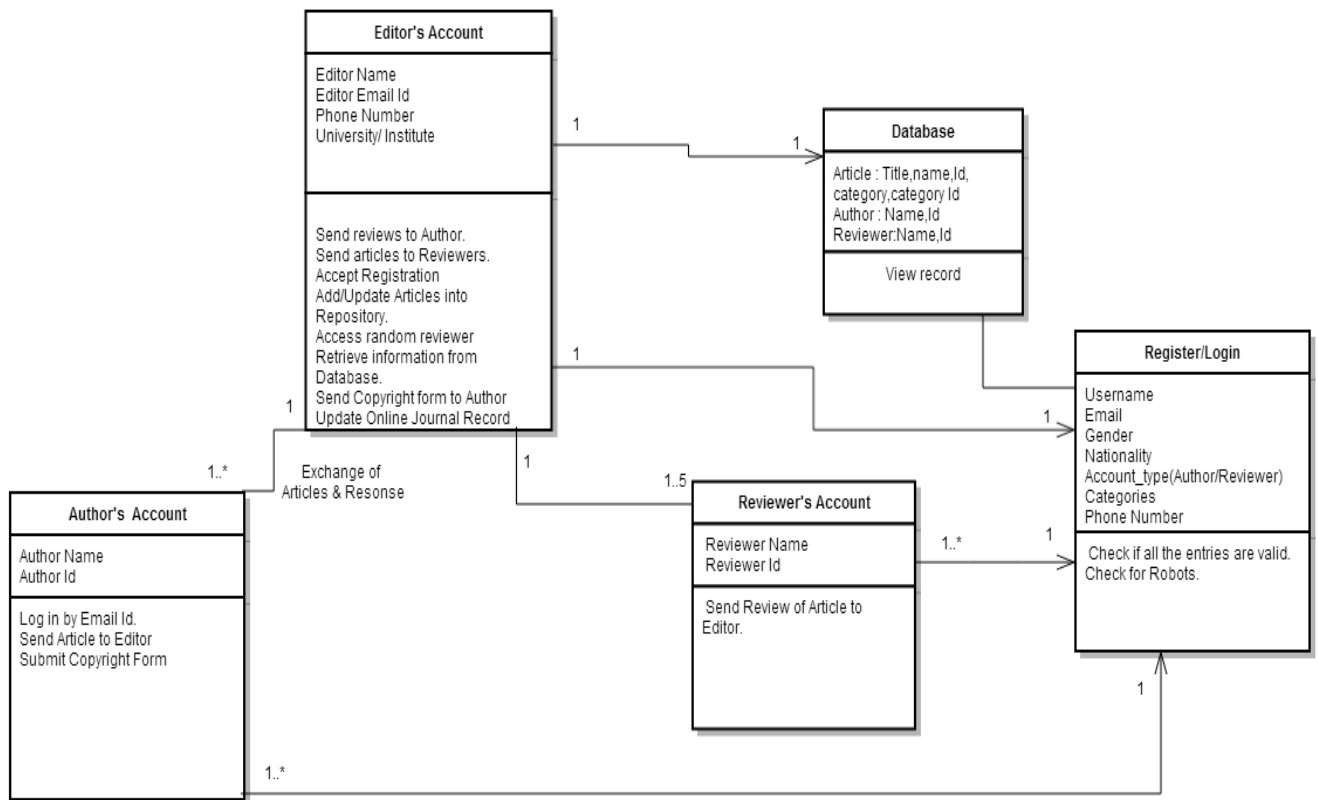 Editor's Account
Editor Name
Editor Email Id
Phone Number
University/ Institute
Send reviews to Author.
Send articles to Reviewers.
Accept Registration
Add/Update Articles into
Repository.
Access random reviewer
Retrieve information from
Database.
Send Copyright form to Author
Update Online Journal Record
1
1
Database
Article : Title,name,Id,
category,category Id
Author : Name,Id
Reviewer:Name,Id
View record
1
1
Register/Login
Username
Email
Gender
Nationality
Account_type(Author/Reviewer)
Categories
Phone Number
Check if all the entries are valid.
Check for Robots.
1
1..*
Exchange of
Articles & Resonse
1
1..5
Author's Account
Author Name
Author Id
Log in by Email Id.
Send Article to Editor
Submit Copyright Form
Reviewer's Account
Reviewer Name
Reviewer Id
Send Review of Article to
Editor.
1..*
1
1..*
1